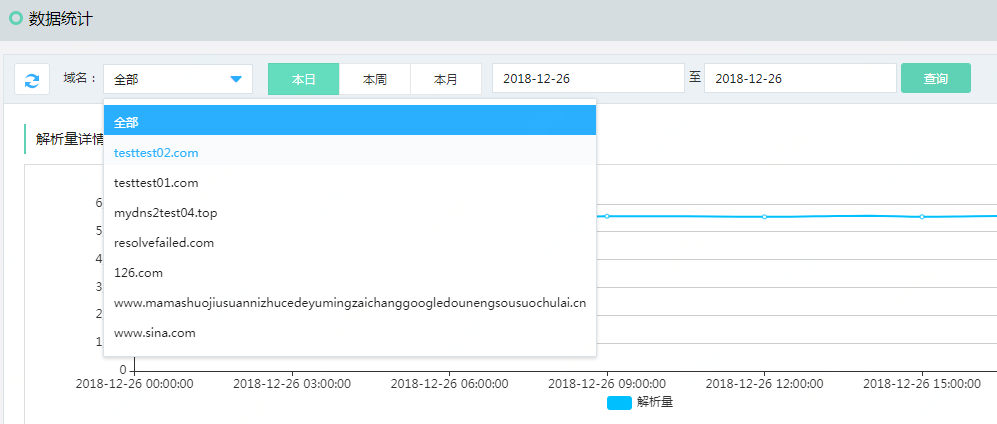 数据统计
域名： 全部 本日 本周 本月 2018-12-26 至 2018-12-26 查询
全部
解析量详情
testtest02.com
testtest01.com
mydns2test04.top
resolvefailed.com
126.com
www.mamashuojiusuannizhucedeyumingzaichanggoogledounengsousuochulai.cn
www.sina.com
6
5
4
3
2
1
0
2018-12-26 00:00:00 2018-12-26 03:00:00 2018-12-26 06:00:00 2018-12-26 09:00:00 2018-12-26 12:00:00 2018-12-26 15:00:00
解析量